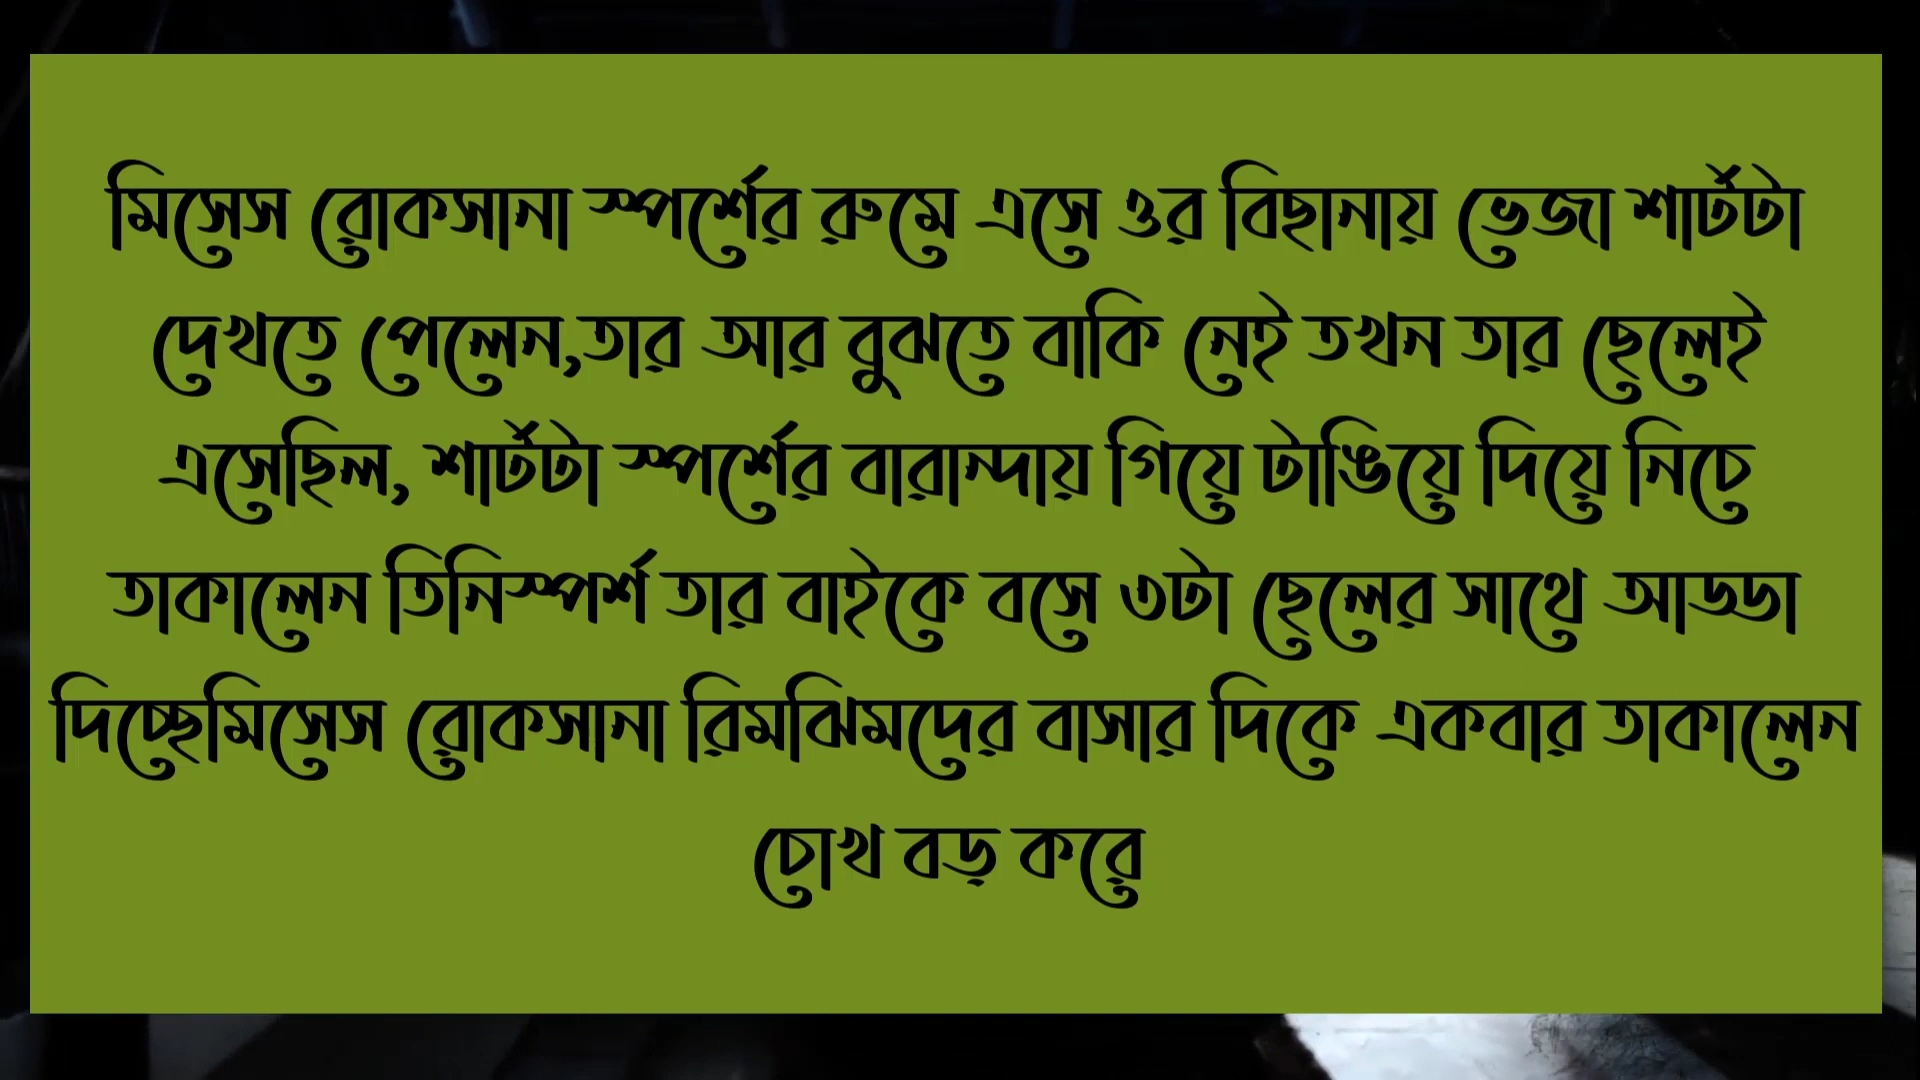 মিসেস রোকসানা স্পর্শের রুমে এসে ওর বিছানায় ভেজা শার্টটা
দেখতে পেলেন,তার আর বুঝতে বাকি নেই তখন তার ছেলেই
এসেছিল, শার্টটা স্পর্শের বারান্দায় গিয়ে টাঙিয়ে দিয়ে নিচে
তাকালেন তিনিস্পর্শ তার বাইকে বসে ৩টা ছেলের সাথে আড্ডা
দিচ্ছেমিসেস রোকসানা রিমঝিমদের বাসার দিকে একবার তাকালেন
চোখ বড় করে